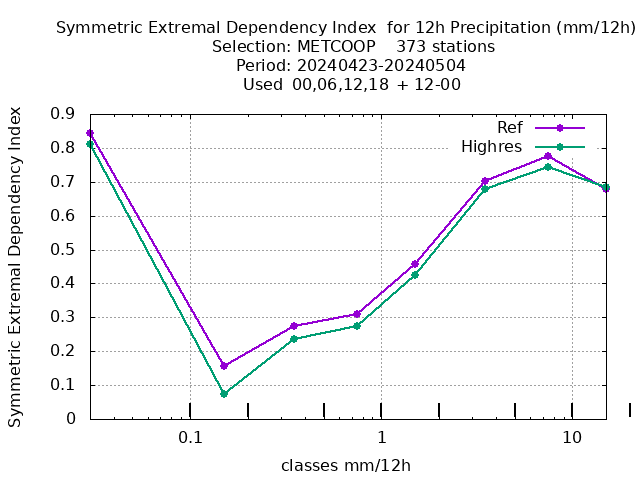 Symmetric Extremal Dependency Index  for 12h Precipitation (mm/12h)
Selection: METCOOP    373 stations
Period: 20240423-20240504
Used  00,06,12,18  + 12-00
Symmetric Extremal Dependency Index
0.9
0.8
0.7
0.6
0.5
0.4
0.3
0.2
0.1
0
Ref
Highres
0.1 1 10
classes mm/12h